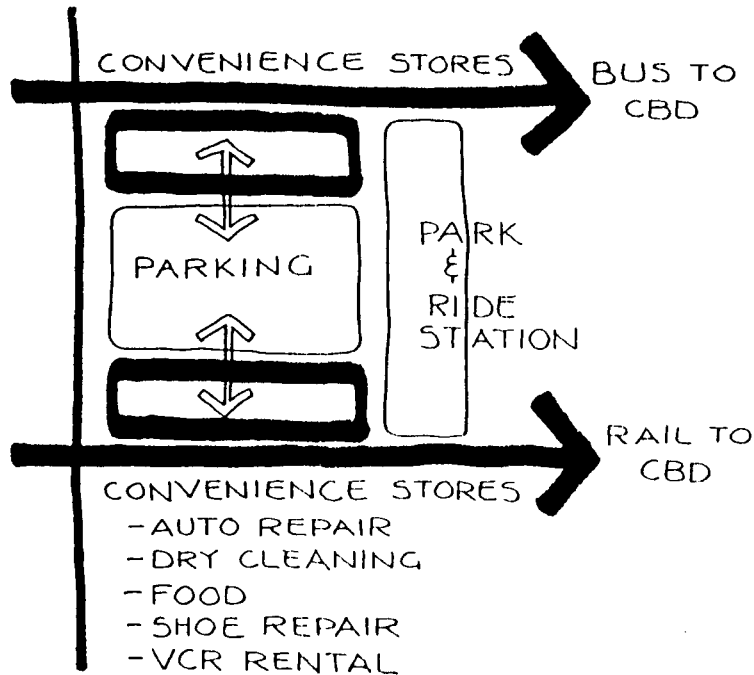 CONVENIENCE STORES
BUS TO
CBD
PARKING
PARK
&
RIDE
STATION
RAIL TO
CBD
CONVENIENCE STORES
- AUTO REPAIR
- DRY CLEANING
- FOOD
- SHOE REPAIR
- VCR RENTAL